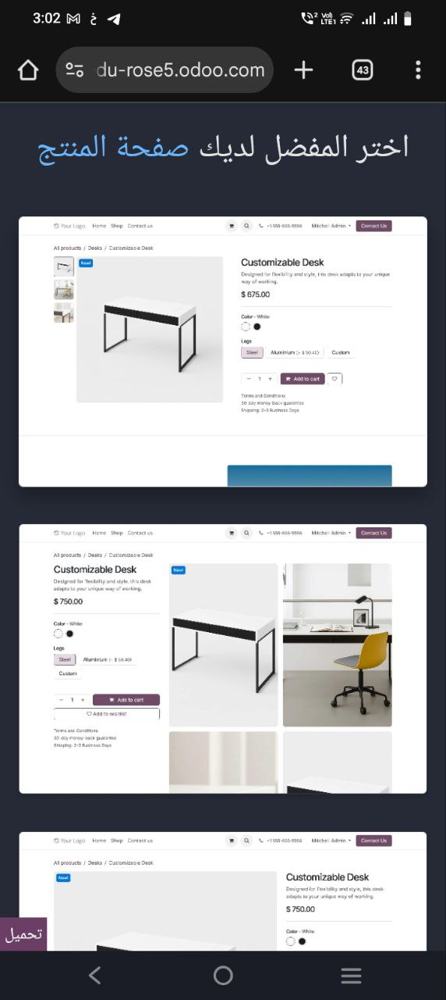 3:02
LTE1
du-rose5.odoo.com
43
اختر المفضل لديك صفحة المنتج
Your Logo Home Shop Contact us
+1 555-555-5556 Mitchell Admin Contact Us
All products / Desks / Customizable Desk
New!
Customizable Desk
Designed for flexibility and style, this desk adapts to your unique
way of working.
$ 675.00
Color - White
Legs
Steel Aluminium (+ $ 50.40) Custom
- 1 + Add to cart
Terms and Conditions
30-day money-back guarantee
Shipping: 2-3 Business Days
Your Logo Home Shop Contact us
+1 555-555-5556 Mitchell Admin Contact Us
All products / Desks / Customizable Desk
Customizable Desk
Designed for flexibility and style, this desk
adapts to your unique way of working.
$ 750.00
Color - White
Legs
Steel Aluminium (+ $ 50.40)
Custom
- 1 + Add to cart
Add to wishlist
Terms and Conditions
30-day money-back guarantee
Shipping: 2-3 Business Days
New!
Your Logo Home Shop Contact us
+1 555-555-5556 Mitchell Admin Contact Us
All products / Desks / Customizable Desk
New!
Customizable Desk
Designed for flexibility and style, this desk
adapts to your unique way of working.
$ 750.00
Color - White
تحميل